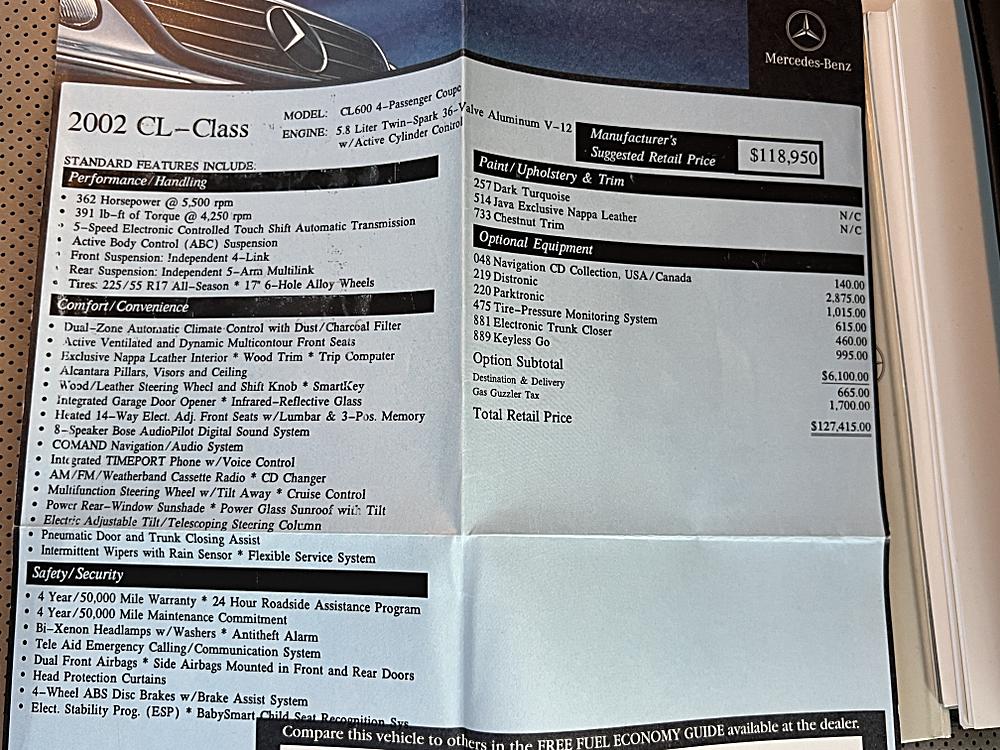 Mercedes-Benz
2002 CL-Class
MODEL: CL600 4-Passenger Coupe
ENGINE: 5.8 Liter Twin-Spark 36-Valve Aluminum V-12
w/Active Cylinder Control
Manufacturer's
Suggested Retail Price
$118,950
STANDARD FEATURES INCLUDE:
Performance/Handling
• 362 Horsepower @ 5,500 rpm
• 391 lb-ft of Torque @ 4,250 rpm
• 5-Speed Electronic Controlled Touch Shift Automatic Transmission
• Active Body Control (ABC) Suspension
• Front Suspension: Independent 4-Link
• Rear Suspension: Independent 5-Arm Multilink
• Tires: 225/55 R17 All-Season * 17" 6-Hole Alloy Wheels
Comfort/Convenience
• Dual-Zone Automatic Climate Control with Dust/Charcoal Filter
• Active Ventilated and Dynamic Multicontour Front Seats
• Exclusive Nappa Leather Interior * Wood Trim * Trip Computer
• Alcantara Pillars, Visors and Ceiling
• Wood/Leather Steering Wheel and Shift Knob * SmartKey
• Integrated Garage Door Opener * Infrared-Reflective Glass
• Heated 14-Way Elect. Adj. Front Seats w/Lumbar & 3-Pos. Memory
• 8-Speaker Bose AudioPilot Digital Sound System
• COMAND Navigation/Audio System
• Integrated TIMEPORT Phone w/Voice Control
• AM/FM/Weatherband Cassette Radio * CD Changer
• Multifunction Steering Wheel w/Tilt Away * Cruise Control
• Power Rear-Window Sunshade * Power Glass Sunroof with Tilt
• Electric Adjustable Tilt/Telescoping Steering Column
• Pneumatic Door and Trunk Closing Assist
• Intermittent Wipers with Rain Sensor * Flexible Service System
Safety/Security
• 4 Year/50,000 Mile Warranty * 24 Hour Roadside Assistance Program
• 4 Year/50,000 Mile Maintenance Commitment
• Bi-Xenon Headlamps w/Washers * Antitheft Alarm
• Tele Aid Emergency Calling/Communication System
• Dual Front Airbags * Side Airbags Mounted in Front and Rear Doors
• Head Protection Curtains
• 4-Wheel ABS Disc Brakes w/Brake Assist System
• Elect. Stability Prog. (ESP) * BabySmart Child Seat Recognition Sys
Paint/Upholstery & Trim
257 Dark Turquoise
514 Java Exclusive Nappa Leather N/C
733 Chestnut Trim N/C
Optional Equipment
048 Navigation CD Collection, USA/Canada 140.00
219 Distronic 2,875.00
220 Parktronic 1,015.00
475 Tire-Pressure Monitoring System 615.00
881 Electronic Trunk Closer 460.00
889 Keyless Go 995.00
Option Subtotal $6,100.00
Destination & Delivery 665.00
Gas Guzzler Tax 1,700.00
Total Retail Price $127,415.00
Compare this vehicle to others in the FREE FUEL ECONOMY GUIDE available at the dealer.